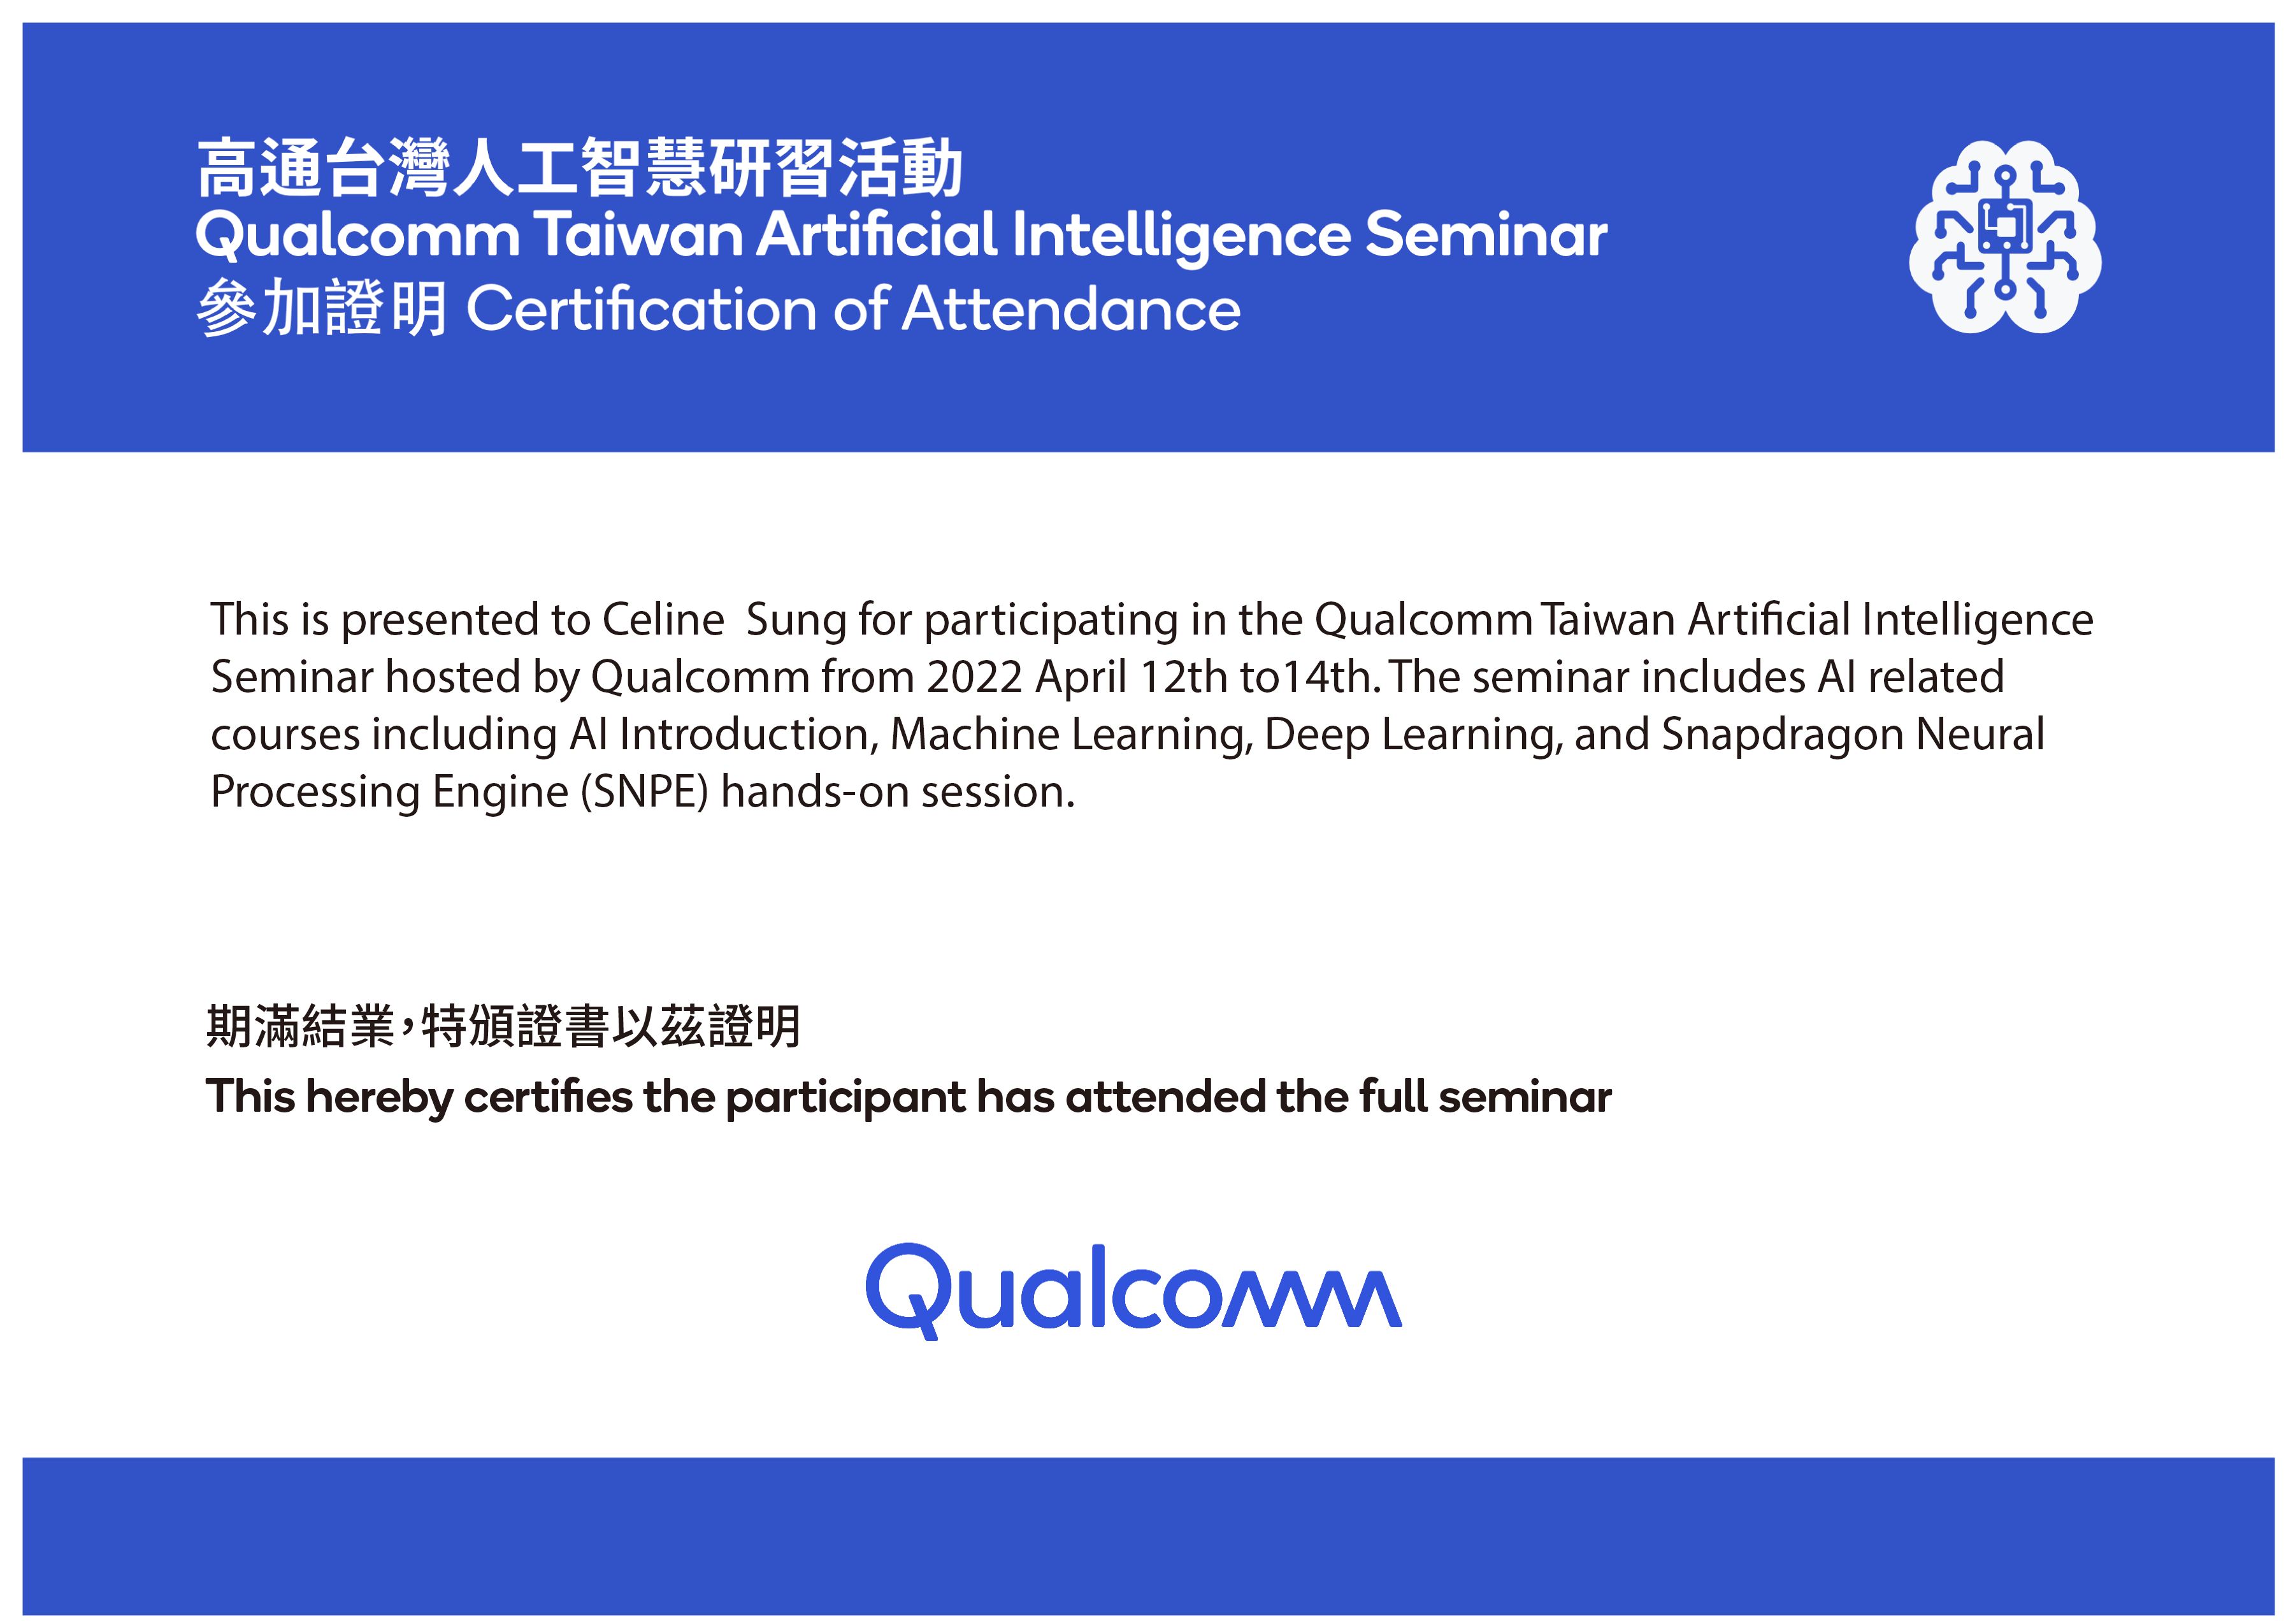 高通台灣人工智慧研習活動
Qualcomm Taiwan Artificial Intelligence Seminar
參加證明 Certification of Attendance
This is presented to Celine  Sung for participating in the Qualcomm Taiwan Artificial Intelligence
Seminar hosted by Qualcomm from 2022 April 12th to14th. The seminar includes AI related
courses including AI Introduction, Machine Learning, Deep Learning, and Snapdragon Neural
Processing Engine (SNPE) hands-on session.
期滿結業，特頒證書以茲證明
This hereby certifies the participant has attended the full seminar
Qualcomm